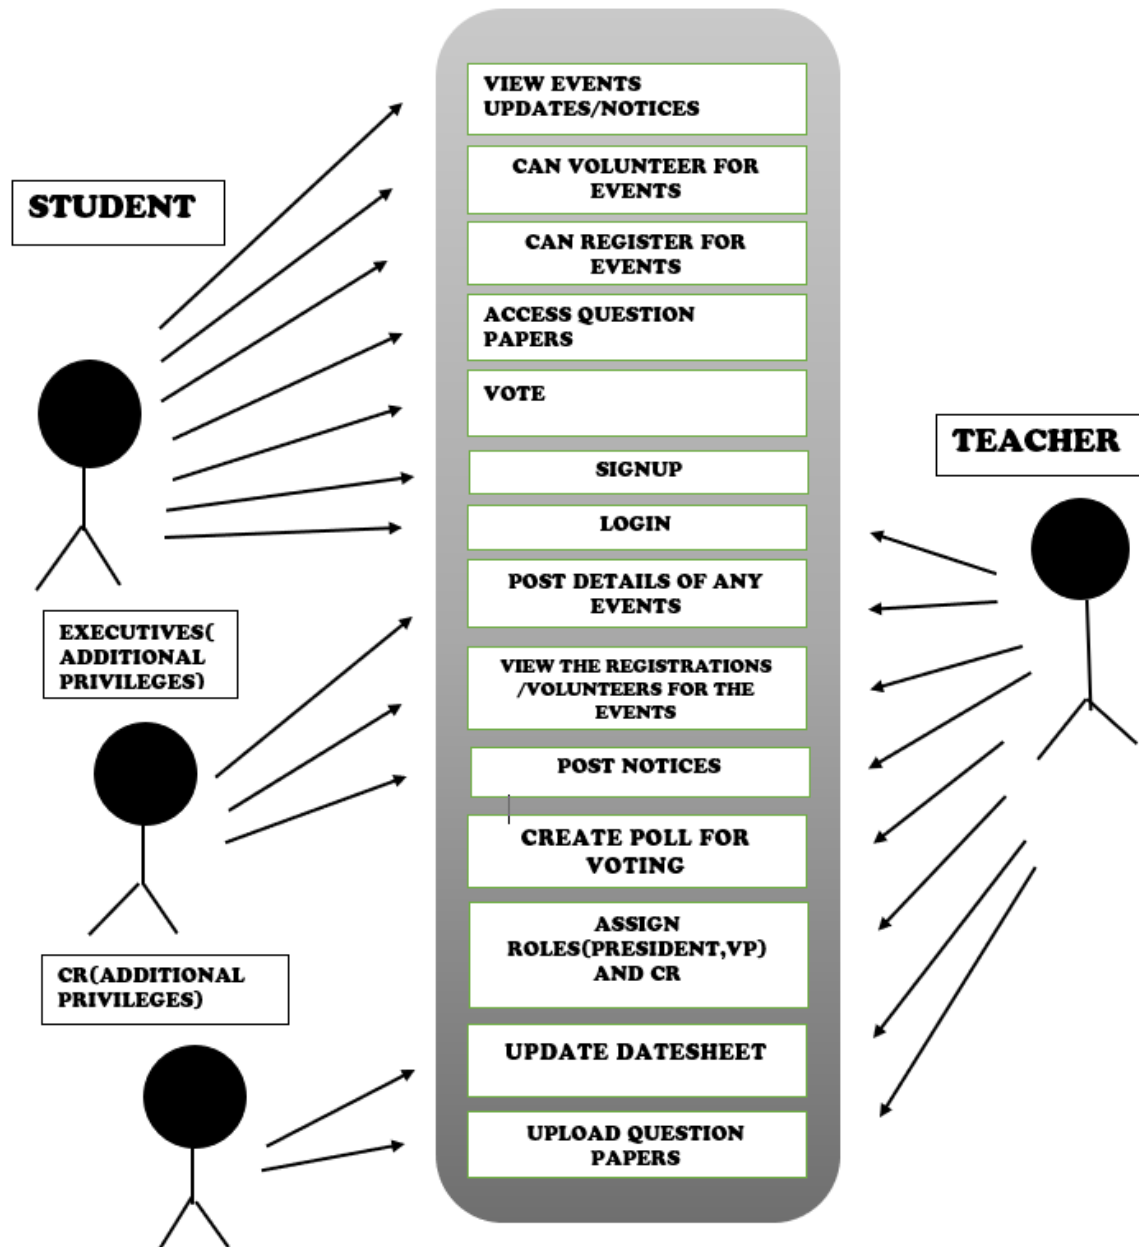 VIEW EVENTS
UPDATES/NOTICES
CAN VOLUNTEER FOR
EVENTS
STUDENT
CAN REGISTER FOR
EVENTS
ACCESS QUESTION
PAPERS
VOTE
TEACHER
SIGNUP
LOGIN
POST DETAILS OF ANY
EVENTS
EXECUTIVES(
ADDITIONAL
PRIVILEGES)
VIEW THE REGISTRATIONS
/VOLUNTEERS FOR THE
EVENTS
POST NOTICES
CREATE POLL FOR
VOTING
ASSIGN
ROLES(PRESIDENT,VP)
AND CR
CR(ADDITIONAL
PRIVILEGES)
UPDATE DATESHEET
UPLOAD QUESTION
PAPERS